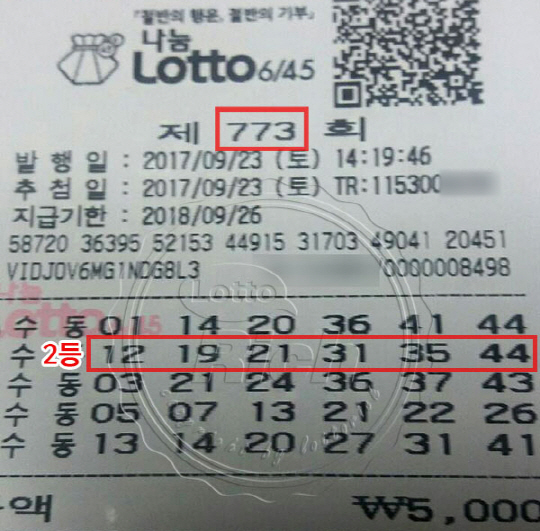 『절반의 행운, 절반의 기부』
나눔
Lotto 6/45
제 773 회
발 행 일 : 2017/09/23 (토) 14:19:46
추 첨 일 : 2017/09/23 (토) TR:115300
지급기한 : 2018/09/26
58720 36395 52153 44915 31703 49041 20451
VIDJ0V6MG1NDG8L3 /0000008498
수 동 01 14 20 36 41 44
수 2등 12 19 21 31 35 44
수 동 03 21 24 36 37 43
수 동 05 07 13 21 22 26
수 동 13 14 20 27 31 41
액 ₩5,000
Lotto
Rich